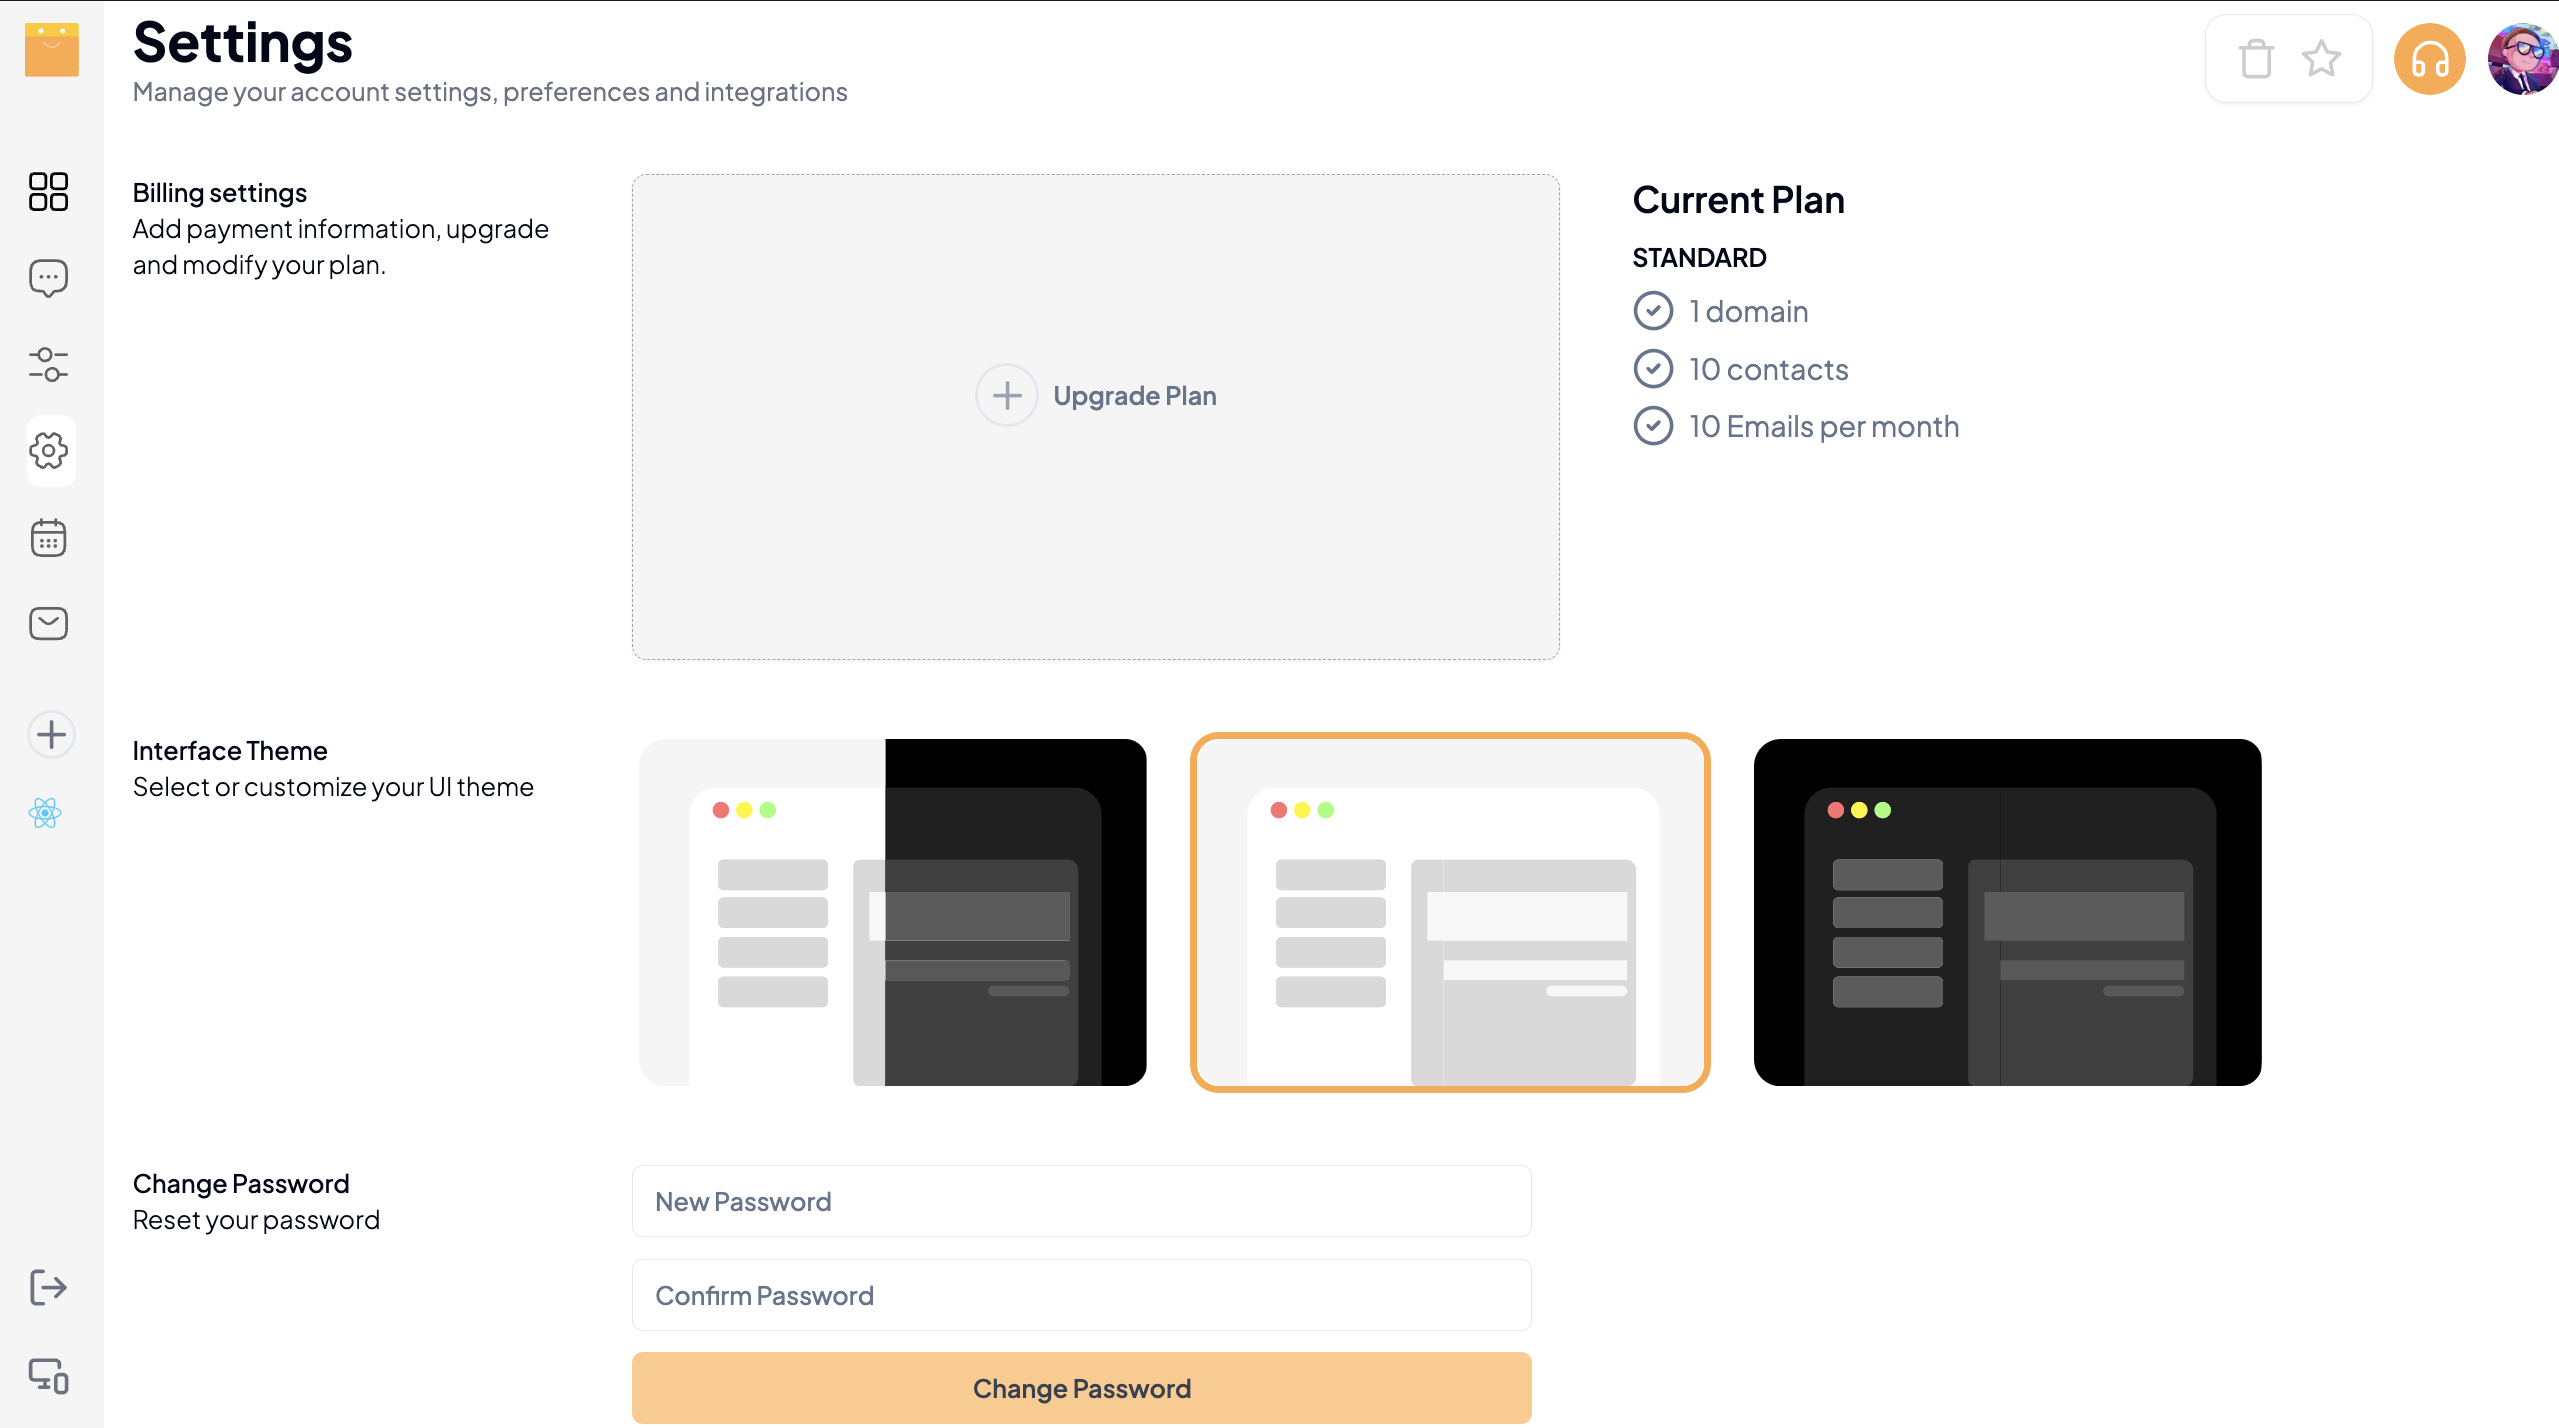 Settings
Manage your account settings, preferences and integrations
Billing settings
Add payment information, upgrade
and modify your plan.
Upgrade Plan
Current Plan
STANDARD
1 domain
10 contacts
10 Emails per month
Interface Theme
Select or customize your UI theme
Change Password
Reset your password
New Password
Confirm Password
Change Password